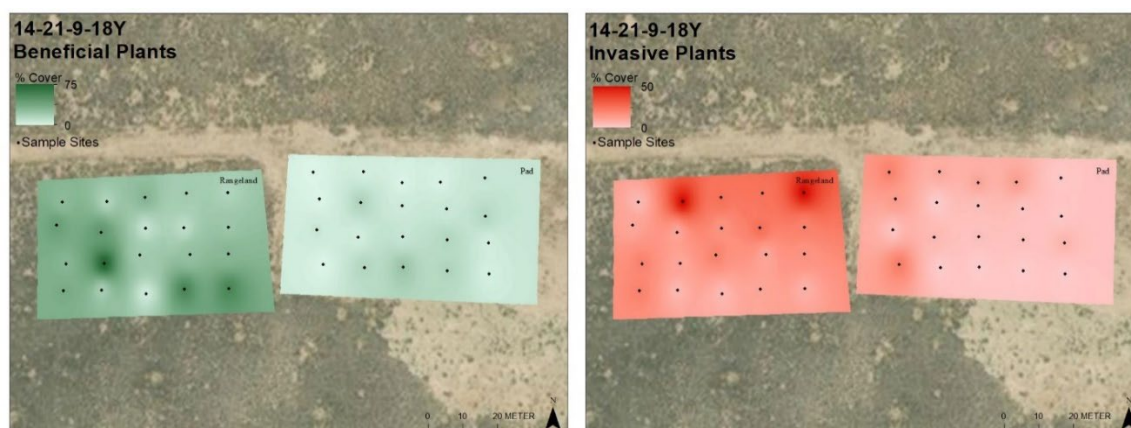 14-21-9-18Y
Beneficial Plants
% Cover
75
0
•Sample Sites
Rangeland
Pad
0 10 20 METER
N
14-21-9-18Y
Invasive Plants
% Cover
50
0
•Sample Sites
Rangeland
Pad
0 10 20 METER
N